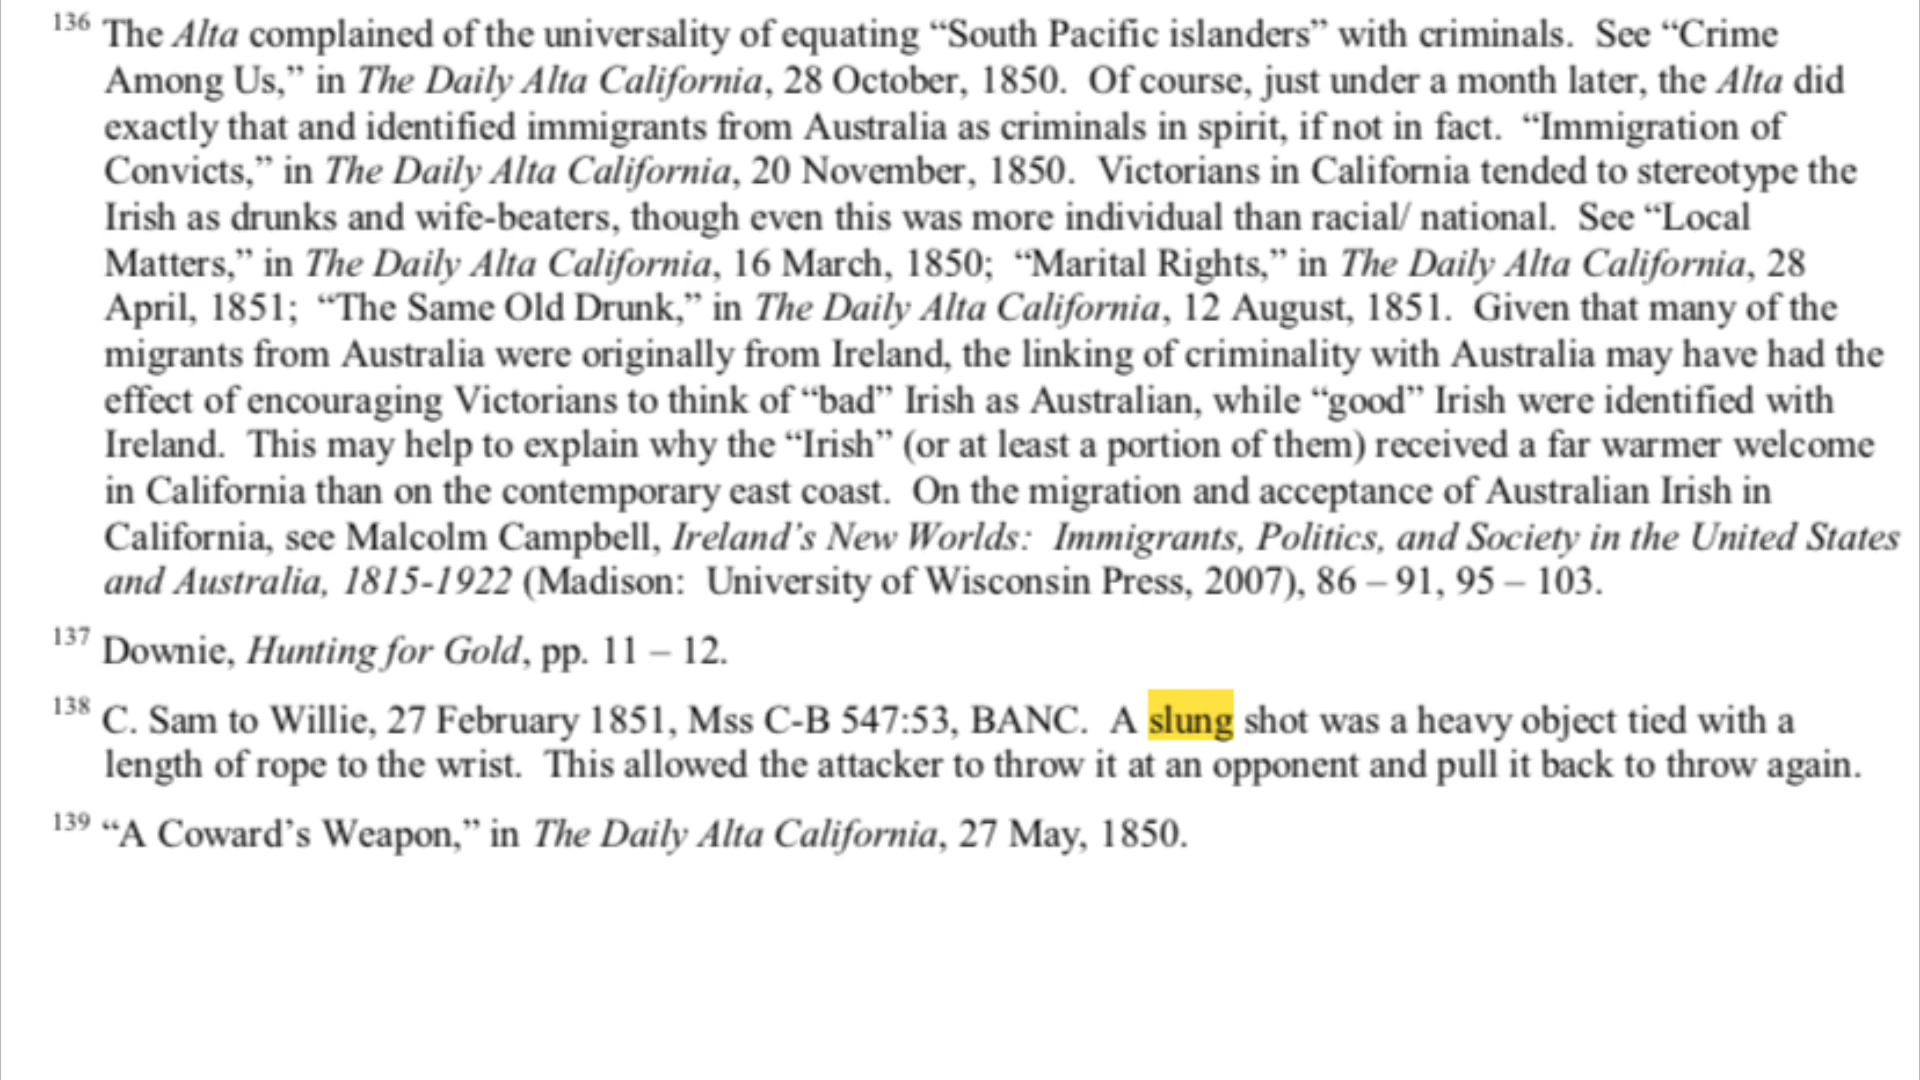 136 The Alta complained of the universality of equating “South Pacific islanders” with criminals.  See “Crime
Among Us,” in The Daily Alta California, 28 October, 1850.  Of course, just under a month later, the Alta did
exactly that and identified immigrants from Australia as criminals in spirit, if not in fact.  “Immigration of
Convicts,” in The Daily Alta California, 20 November, 1850.  Victorians in California tended to stereotype the
Irish as drunks and wife-beaters, though even this was more individual than racial/ national.  See “Local
Matters,” in The Daily Alta California, 16 March, 1850;  “Marital Rights,” in The Daily Alta California, 28
April, 1851;  “The Same Old Drunk,” in The Daily Alta California, 12 August, 1851.  Given that many of the
migrants from Australia were originally from Ireland, the linking of criminality with Australia may have had the
effect of encouraging Victorians to think of “bad” Irish as Australian, while “good” Irish were identified with
Ireland.  This may help to explain why the “Irish” (or at least a portion of them) received a far warmer welcome
in California than on the contemporary east coast.  On the migration and acceptance of Australian Irish in
California, see Malcolm Campbell, Ireland’s New Worlds:  Immigrants, Politics, and Society in the United States
and Australia, 1815-1922 (Madison:  University of Wisconsin Press, 2007), 86 – 91, 95 – 103.
137 Downie, Hunting for Gold, pp. 11 – 12.
138 C. Sam to Willie, 27 February 1851, Mss C-B 547:53, BANC.  A slung shot was a heavy object tied with a
length of rope to the wrist.  This allowed the attacker to throw it at an opponent and pull it back to throw again.
139 “A Coward’s Weapon,” in The Daily Alta California, 27 May, 1850.